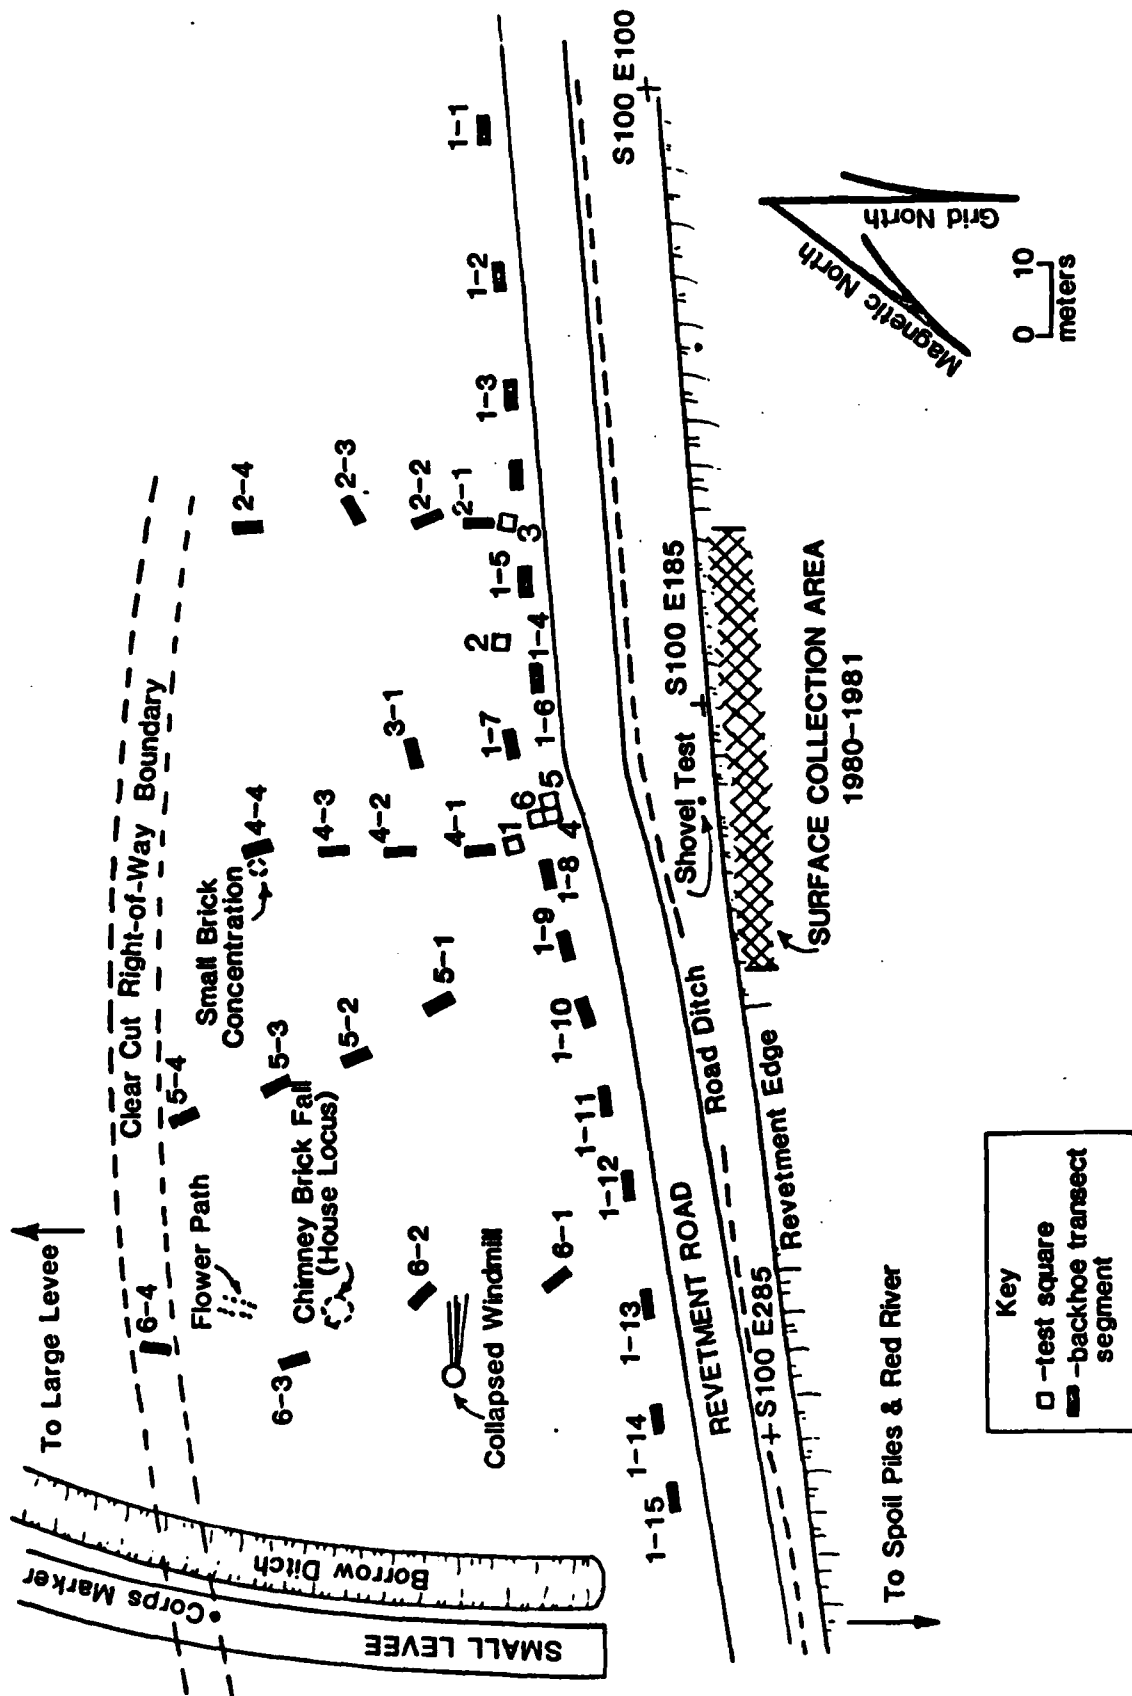 To Large Levee
Clear Cut Right-of-Way Boundary
Corps Marker
SMALL LEVEE
Borrow Ditch
6-4
Flower Path
5-4
Small Brick
Concentration
4-4
2-4
6-3
Chimney Brick Fall
(House Locus)
5-3
5-2
4-3
2-3
Collapsed Windmill
6-2
5-1
4-2
3-1
2-2
6-1
4-1
2-1
1
2
3
4
5
6
1-15
1-14
1-13
1-12
1-11
1-10
1-9
1-8
1-7
1-6
1-4
1-5
1-3
1-2
1-1
REVETMENT ROAD
Road Ditch
Revetment Edge
Shovel Test
S100 E285
S100 E185
S100 E100
SURFACE COLLECTION AREA
1980-1981
To Spoil Piles & Red River
Key
-test square
-backhoe transect
segment
Magnetic North
Grid North
0 10
meters